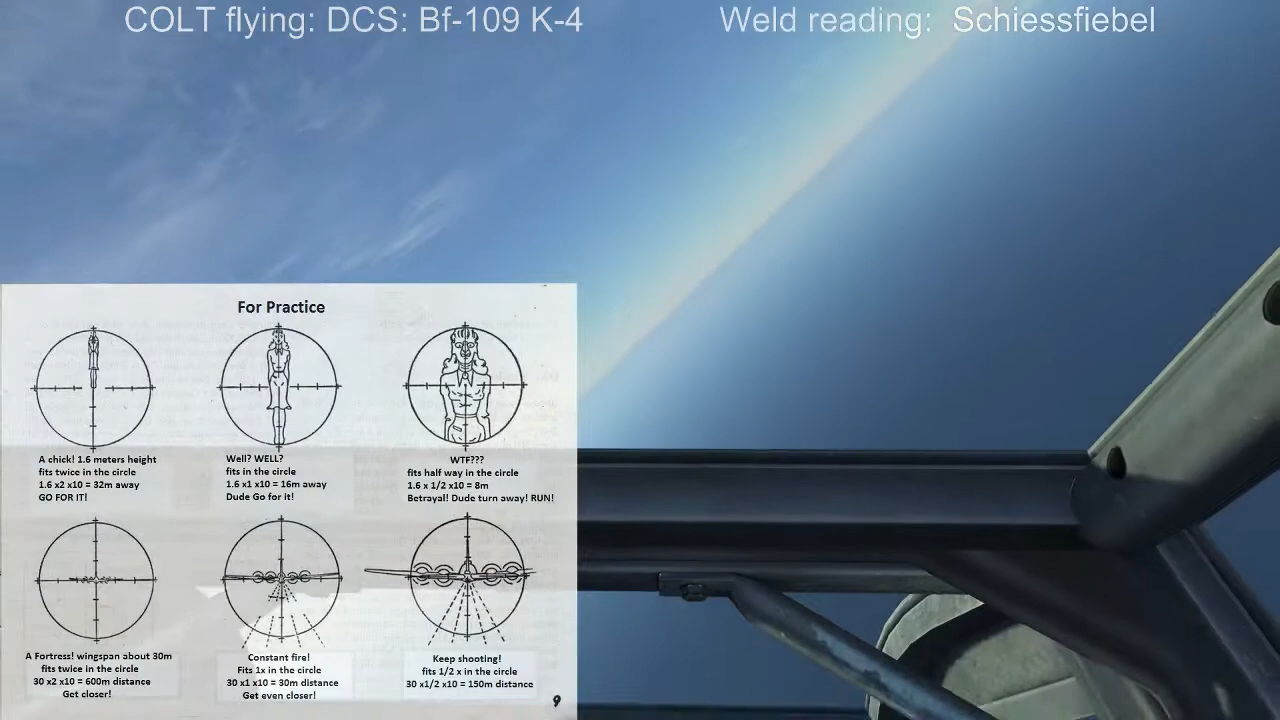 COLT flying: DCS: Bf-109 K-4
Weld reading: Schiessfiebel
For Practice
A chick! 1.6 meters height
fits twice in the circle
1.6 x2 x10 = 32m away
GO FOR IT!
Well? WELL?
fits in the circle
1.6 x1 x10 = 16m away
Dude Go for it!
WTF???
fits half way in the circle
1.6 x 1/2 x10 = 8m
Betrayal! Dude turn away! RUN!
A Fortress! wingspan about 30m
fits twice in the circle
30 x2 x10 = 600m distance
Get closer!
Constant fire!
Fits 1x in the circle
30 x1 x10 = 30m distance
Get even closer!
Keep shooting!
fits 1/2 x in the circle
30 x1/2 x10 = 150m distance
9